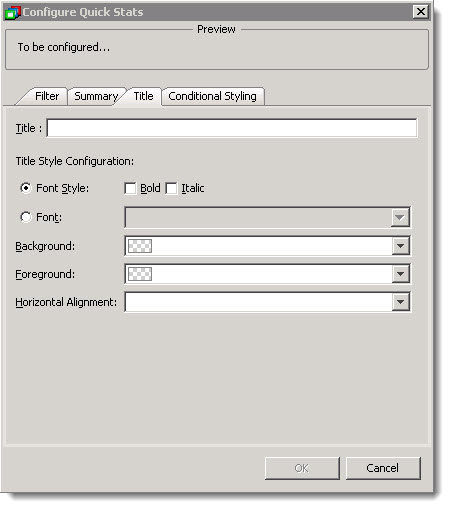 Configure Quick Stats
Preview
To be configured...
Filter Summary Title Conditional Styling
Title :
Title Style Configuration:
Font Style: Bold Italic
Font:
Background:
Foreground:
Horizontal Alignment:
OK Cancel